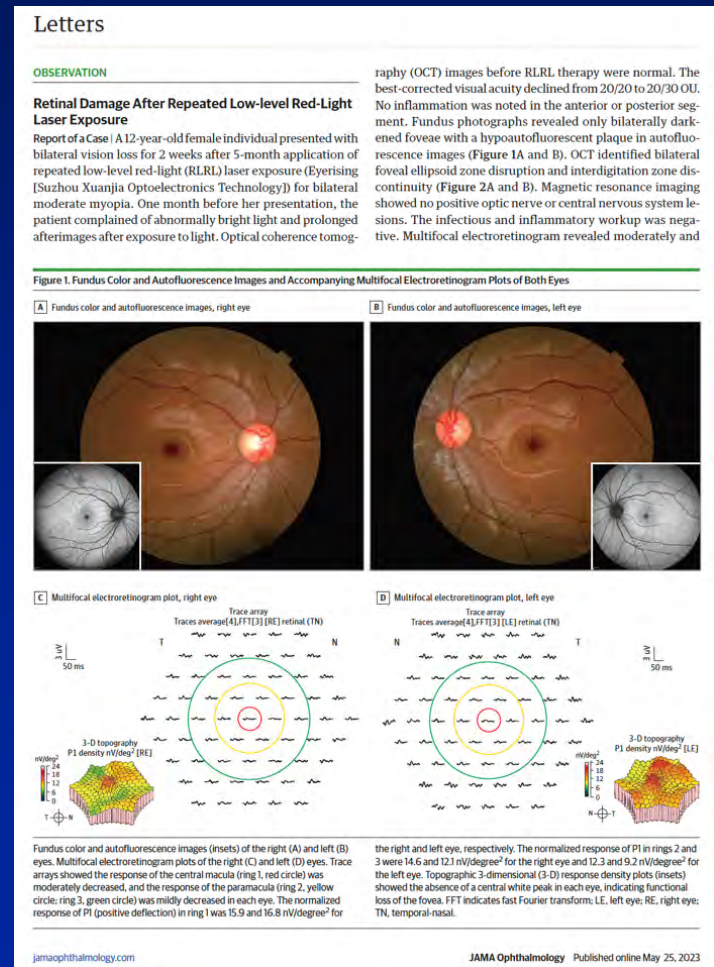 Letters
OBSERVATION
Retinal Damage After Repeated Low-level Red-Light
Laser Exposure
Report of a Case | A 12-year-old female individual presented with
bilateral vision loss for 2 weeks after 5-month application of
repeated low-level red-light (RLRL) laser exposure (Eyerising
[Suzhou Xuanjia Optoelectronics Technology]) for bilateral
moderate myopia. One month before her presentation, the
patient complained of abnormally bright light and prolonged
afterimages after exposure to light. Optical coherence tomog-
raphy (OCT) images before RLRL therapy were normal. The
best-corrected visual acuity declined from 20/20 to 20/30 OU.
No inflammation was noted in the anterior or posterior seg-
ment. Fundus photographs revealed only bilaterally dark-
ened foveae with a hypoautofluorescent plaque in autofluo-
rescence images (Figure 1A and B). OCT identified bilateral
foveal ellipsoid zone disruption and interdigitation zone dis-
continuity (Figure 2A and B). Magnetic resonance imaging
showed no positive optic nerve or central nervous system le-
sions. The infectious and inflammatory workup was nega-
tive. Multifocal electroretinogram revealed moderately and
Figure 1. Fundus Color and Autofluorescence Images and Accompanying Multifocal Electroretinogram Plots of Both Eyes
A Fundus color and autofluorescence images, right eye
B Fundus color and autofluorescence images, left eye
C Multifocal electroretinogram plot, right eye
Trace array
Traces average[4],FFT[3] [RE] retinal (TN)
T
N
3 uV
50 ms
3-D topography
P1 density nV/deg2 [RE]
nV/deg2
24
18
12
6
0
T
N
D Multifocal electroretinogram plot, left eye
Trace array
Traces average[4],FFT[3] [LE] retinal (TN)
N
T
3 uV
50 ms
3-D topography
P1 density nV/deg2 [LE]
nV/deg2
24
18
12
6
0
N
T
Fundus color and autofluorescence images (insets) of the right (A) and left (B)
eyes. Multifocal electroretinogram plots of the right (C) and left (D) eyes. Trace
arrays showed the response of the central macula (ring 1, red circle) was
moderately decreased, and the response of the paramacula (ring 2, yellow
circle; ring 3, green circle) was mildly decreased in each eye. The normalized
response of P1 (positive deflection) in ring 1 was 15.9 and 16.8 nV/degree2 for
the right and left eye, respectively. The normalized response of P1 in rings 2 and
3 were 14.6 and 12.1 nV/degree2 for the right eye and 12.3 and 9.2 nV/degree2 for
the left eye. Topographic 3-dimensional (3-D) response density plots (insets)
showed the absence of a central white peak in each eye, indicating functional
loss of the fovea. FFT indicates fast Fourier transform; LE, left eye; RE, right eye;
TN, temporal-nasal.
jamaophthalmology.com
JAMA Ophthalmology Published online May 25, 2023